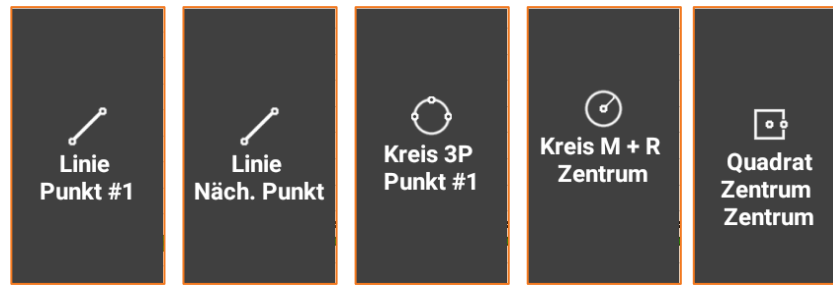 Linie
Punkt #1
Linie
Näch. Punkt
Kreis 3P
Punkt #1
Kreis M + R
Zentrum
Quadrat
Zentrum
Zentrum